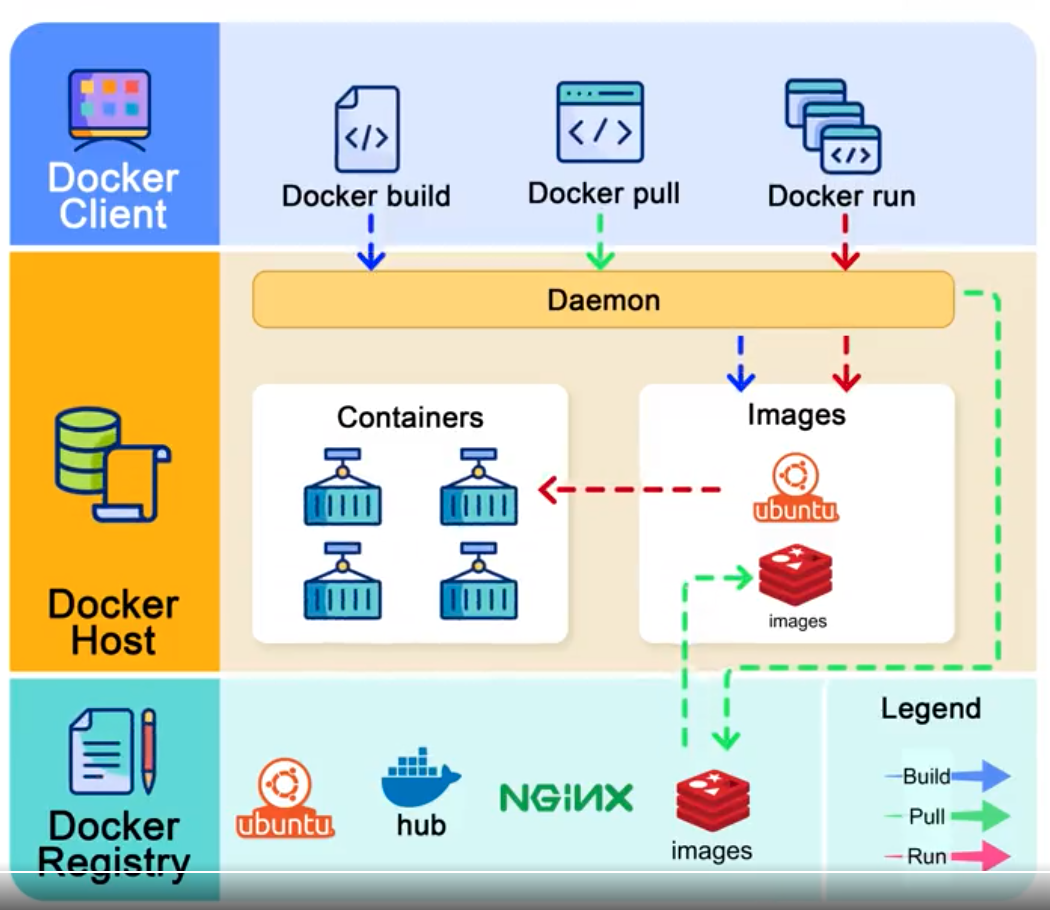 Docker
Client
Docker build
Docker pull
Docker run
Daemon
Docker
Host
Containers
Images
ubuntu
images
Docker
Registry
ubuntu
hub
NGiNX
images
Legend
Build
Pull
Run